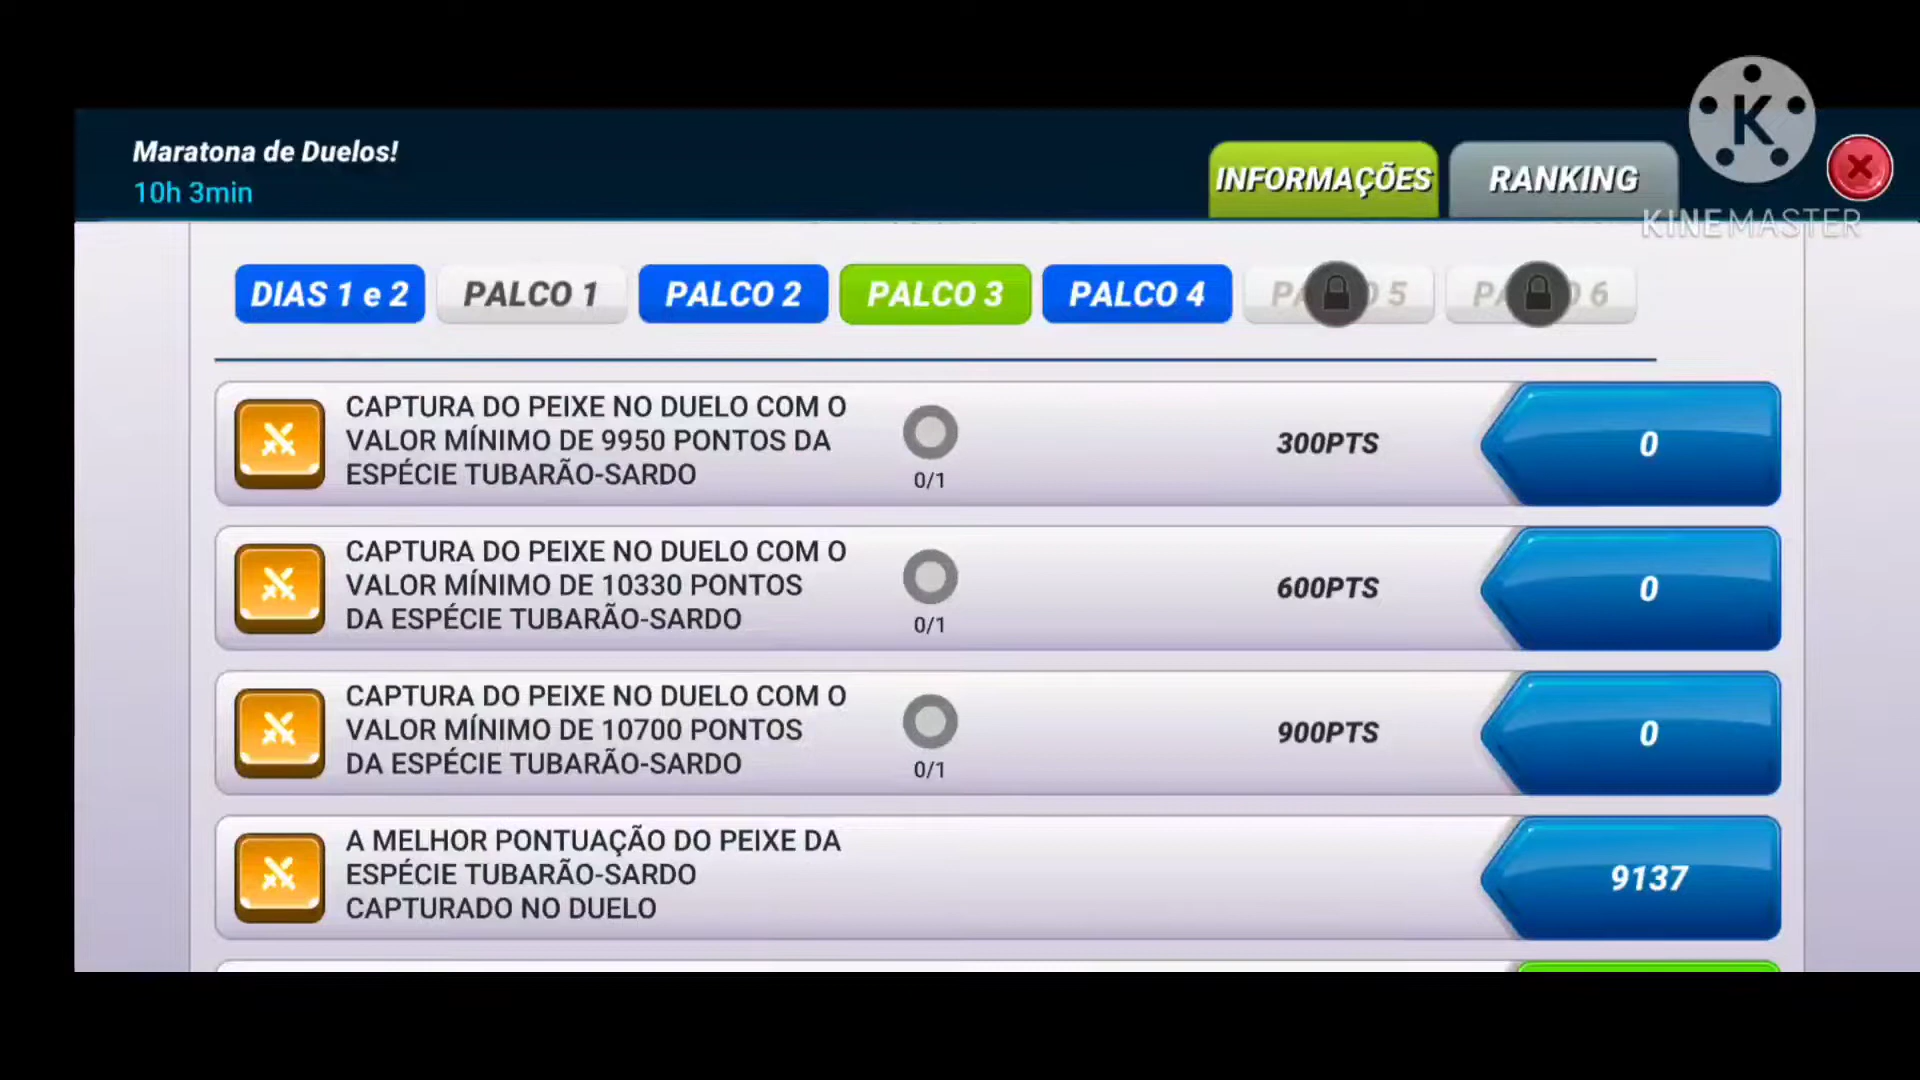 Maratona de Duelos!
10h 3min
INFORMAÇÕES
RANKING
K
KINEMASTER
DIAS 1 e 2
PALCO 1
PALCO 2
PALCO 3
PALCO 4
PA O 5
PA O 6
CAPTURA DO PEIXE NO DUELO COM O
VALOR MÍNIMO DE 9950 PONTOS DA
ESPÉCIE TUBARÃO-SARDO
0/1
300PTS
0
CAPTURA DO PEIXE NO DUELO COM O
VALOR MÍNIMO DE 10330 PONTOS
DA ESPÉCIE TUBARÃO-SARDO
0/1
600PTS
0
CAPTURA DO PEIXE NO DUELO COM O
VALOR MÍNIMO DE 10700 PONTOS
DA ESPÉCIE TUBARÃO-SARDO
0/1
900PTS
0
A MELHOR PONTUAÇÃO DO PEIXE DA
ESPÉCIE TUBARÃO-SARDO
CAPTURADO NO DUELO
9137